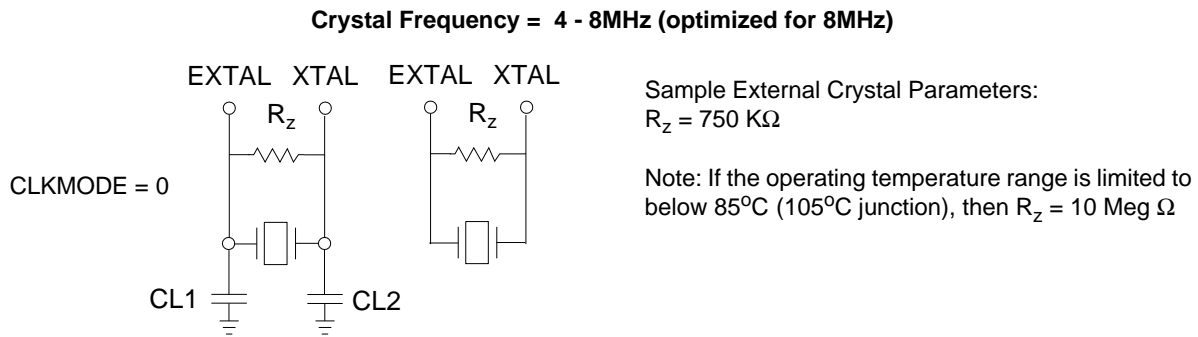 Crystal Frequency = 4 - 8MHz (optimized for 8MHz)
EXTAL XTAL EXTAL XTAL
Rz Rz
CLKMODE = 0
CL1 CL2
Sample External Crystal Parameters:
Rz = 750 KΩ
Note: If the operating temperature range is limited to
below 85oC (105oC junction), then Rz = 10 Meg Ω